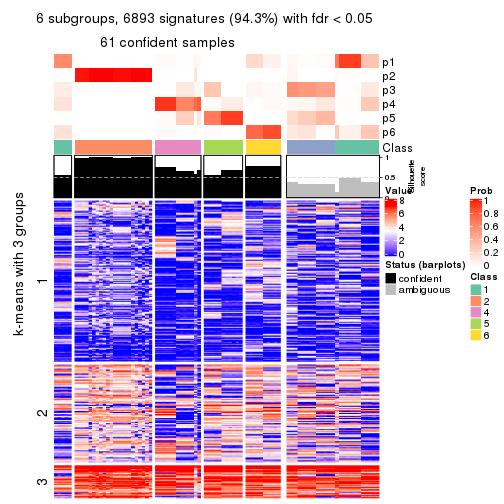 6 subgroups, 6893 signatures (94.3%) with fdr < 0.05
61 confident samples
p1
p2
p3
p4
p5
p6
Class
1
0.5
0
Silhouette
score
k-means with 3 groups
1
2
3
Value
8
6
4
2
0
Status (barplots)
confident
ambiguous
Prob
1
0.8
0.6
0.4
0.2
0
Class
1
2
3
4
5
6